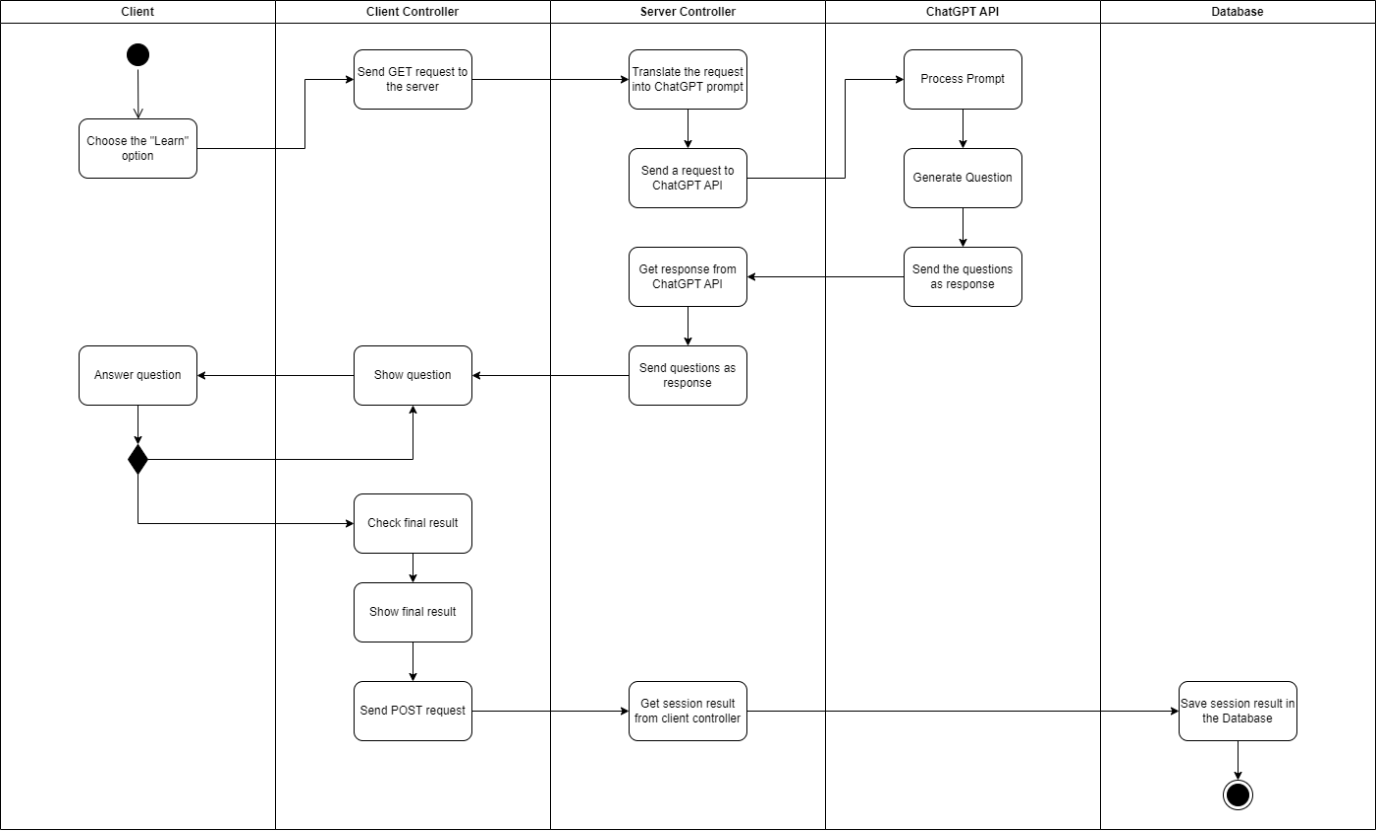 Client
Client Controller
Server Controller
ChatGPT API
Database
Send GET request to
the server
Translate the request
into ChatGPT prompt
Process Prompt
Choose the "Learn"
option
Send a request to
ChatGPT API
Generate Question
Get response from
ChatGPT API
Send the questions
as response
Answer question
Show question
Send questions as
response
Check final result
Show final result
Send POST request
Get session result
from client controller
Save session result in
the Database